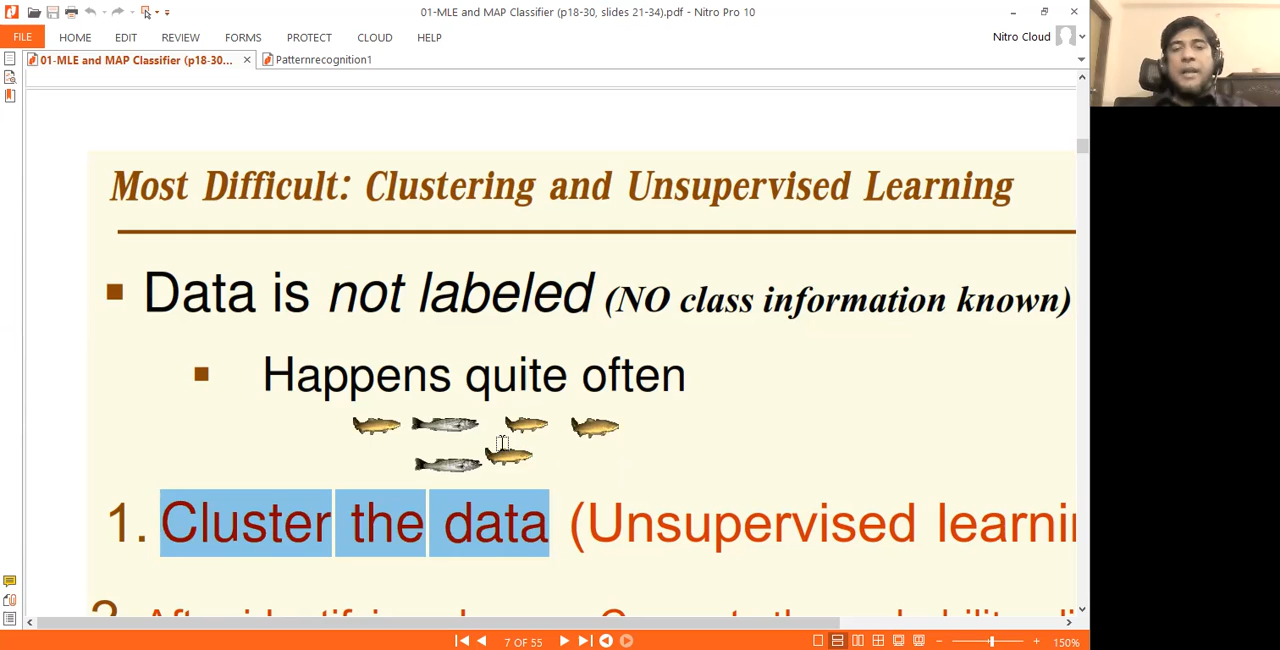 01-MLE and MAP Classifier (p18-30, slides 21-34).pdf - Nitro Pro 10
FILE HOME EDIT REVIEW FORMS PROTECT CLOUD HELP
Nitro Cloud
01-MLE and MAP Classifier (p18-30... Patternrecognition1
Most Difficult: Clustering and Unsupervised Learning
Data is not labeled (NO class information known)
Happens quite often
1. Cluster the data (Unsupervised learnin
7 OF 55
150%